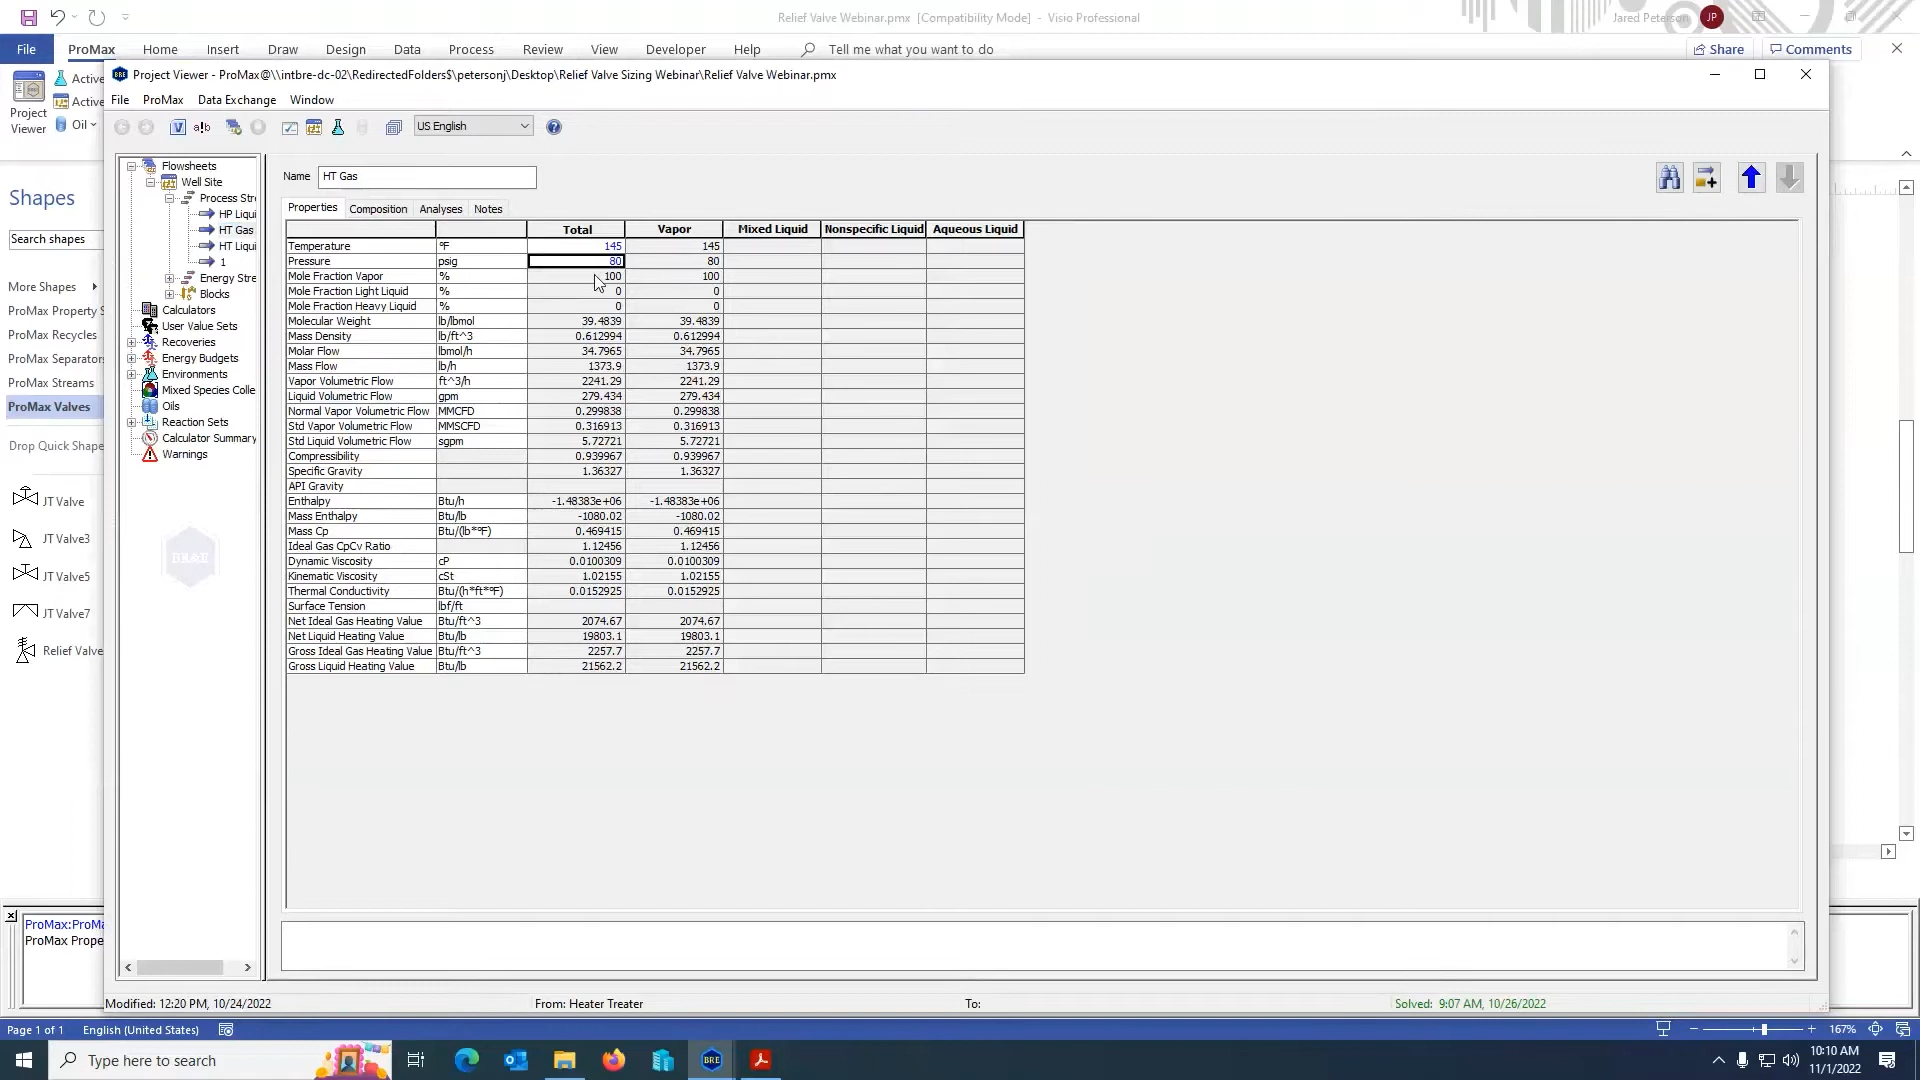 Relief Valve Webinar.pmx [Compatibility Mode] - Visio Professional
Jared Peterson JP
File ProMax Home Insert Draw Design Data Process Review View Developer Help Tell me what you want to do Share Comments
Project Viewer
Active
Active
Oil
Project Viewer - ProMax@\\intbre-dc-02\RedirectedFolders$\petersonj\Desktop\Relief Valve Sizing Webinar\Relief Valve Webinar.pmx
File ProMax Data Exchange Window
US English
Shapes
Search shapes
More Shapes
ProMax Property S
ProMax Recycles
ProMax Separators
ProMax Streams
ProMax Valves
Drop Quick Shape
JT Valve
JT Valve3
JT Valve5
JT Valve7
Relief Valve
Flowsheets
Well Site
Process Stre
HP Liqui
HT Gas
HT Liqui
1
Energy Stre
Blocks
Calculators
User Value Sets
Recoveries
Energy Budgets
Environments
Mixed Species Colle
Oils
Reaction Sets
Calculator Summary
Warnings
BR&E
Name HT Gas
Properties Composition Analyses Notes
Total Vapor Mixed Liquid Nonspecific Liquid Aqueous Liquid
Temperature °F 145 145
Pressure psig 80 80
Mole Fraction Vapor % 100 100
Mole Fraction Light Liquid % 0 0
Mole Fraction Heavy Liquid % 0 0
Molecular Weight lb/lbmol 39.4839 39.4839
Mass Density lb/ft^3 0.612994 0.612994
Molar Flow lbmol/h 34.7965 34.7965
Mass Flow lb/h 1373.9 1373.9
Vapor Volumetric Flow ft^3/h 2241.29 2241.29
Liquid Volumetric Flow gpm 279.434 279.434
Normal Vapor Volumetric Flow MMCFD 0.299838 0.299838
Std Vapor Volumetric Flow MMSCFD 0.316913 0.316913
Std Liquid Volumetric Flow sgpm 5.72721 5.72721
Compressibility 0.939967 0.939967
Specific Gravity 1.36327 1.36327
API Gravity
Enthalpy Btu/h -1.48383e+06 -1.48383e+06
Mass Enthalpy Btu/lb -1080.02 -1080.02
Mass Cp Btu/(lb*°F) 0.469415 0.469415
Ideal Gas CpCv Ratio 1.12456 1.12456
Dynamic Viscosity cP 0.0100309 0.0100309
Kinematic Viscosity cSt 1.02155 1.02155
Thermal Conductivity Btu/(h*ft*°F) 0.0152925 0.0152925
Surface Tension lbf/ft
Net Ideal Gas Heating Value Btu/ft^3 2074.67 2074.67
Net Liquid Heating Value Btu/lb 19803.1 19803.1
Gross Ideal Gas Heating Value Btu/ft^3 2257.7 2257.7
Gross Liquid Heating Value Btu/lb 21562.2 21562.2
ProMax:ProMa
ProMax Prope
Modified: 12:20 PM, 10/24/2022 From: Heater Treater To: Solved: 9:07 AM, 10/26/2022
Page 1 of 1 English (United States) 167%
Type here to search
BRE
10:10 AM
11/1/2022